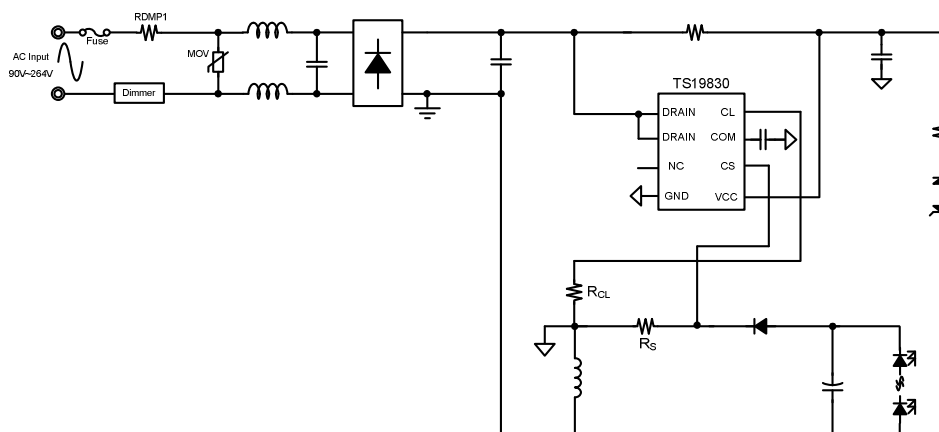 RDMP1
Fuse
MOV
AC Input
90V~264V
Dimmer
TS19830
DRAIN
CL
DRAIN
COM
NC
CS
GND
VCC
RCL
RS